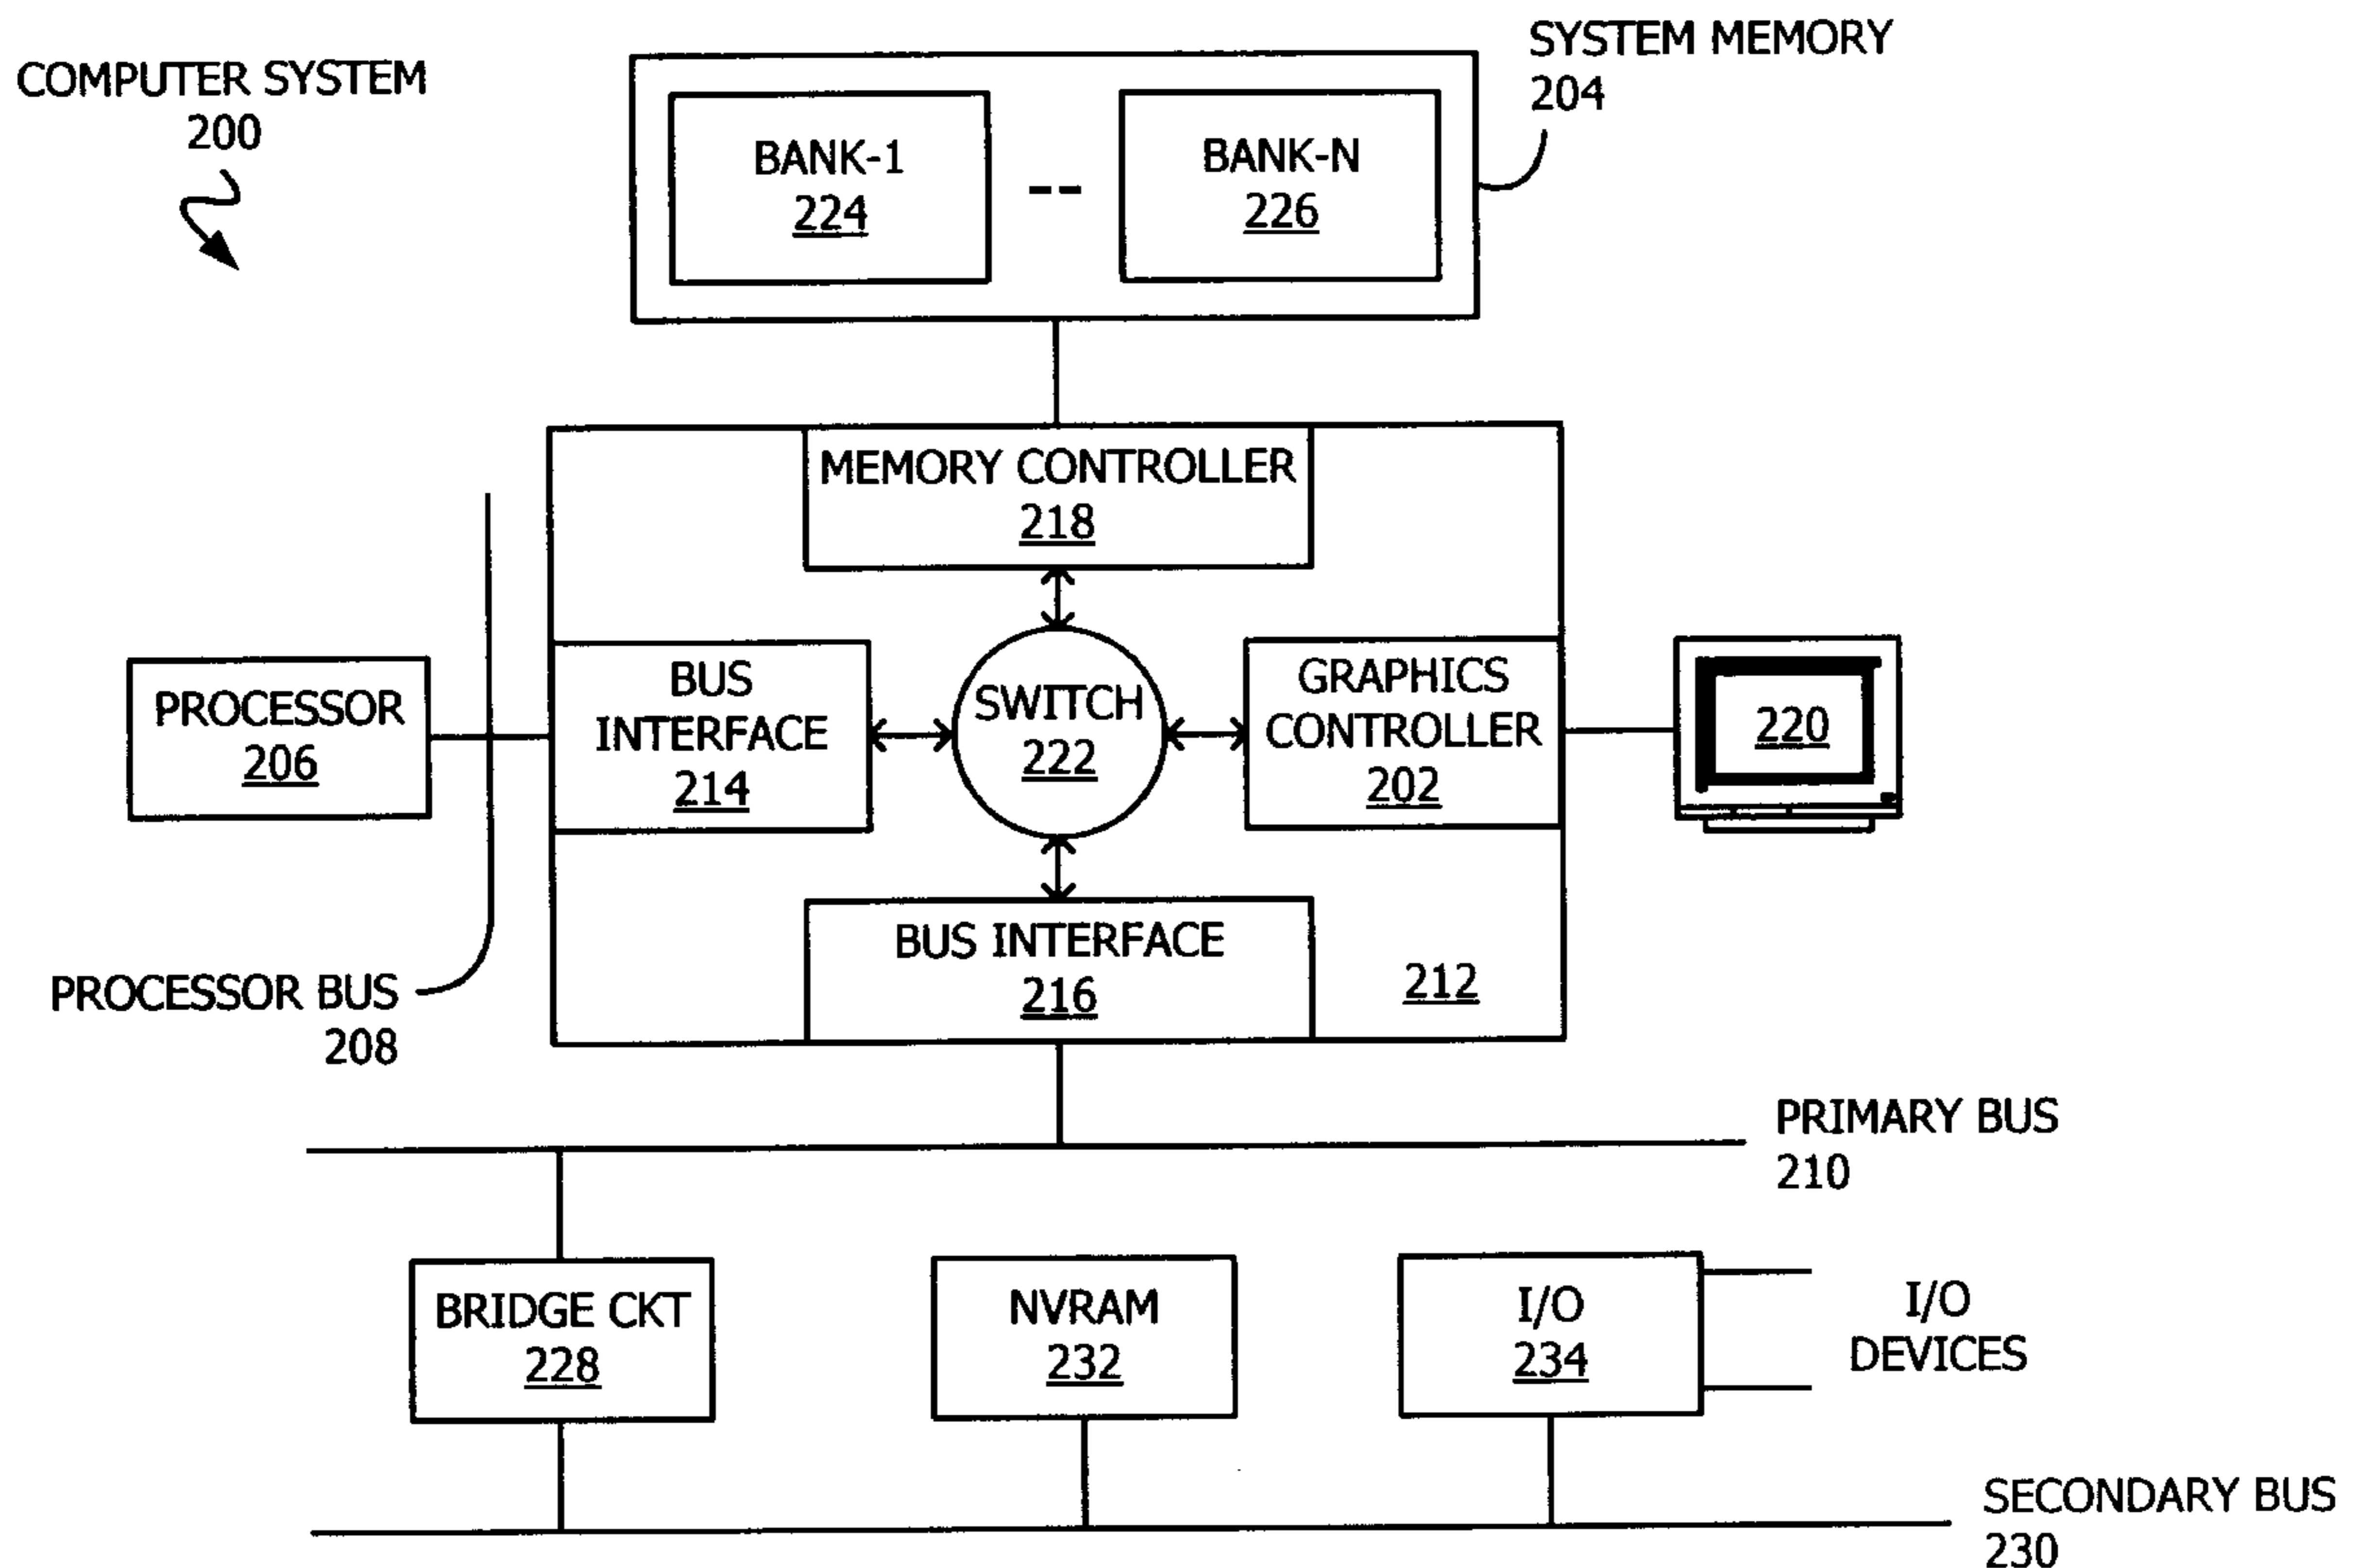 COMPUTER SYSTEM
200
SYSTEM MEMORY
204
BANK-1
224
--
BANK-N
226
MEMORY CONTROLLER
218
PROCESSOR
206
BUS
INTERFACE
214
SWITCH
222
GRAPHICS
CONTROLLER
202
220
BUS INTERFACE
216
212
PROCESSOR BUS
208
PRIMARY BUS
210
BRIDGE CKT
228
NVRAM
232
I/O
234
I/O
DEVICES
SECONDARY BUS
230